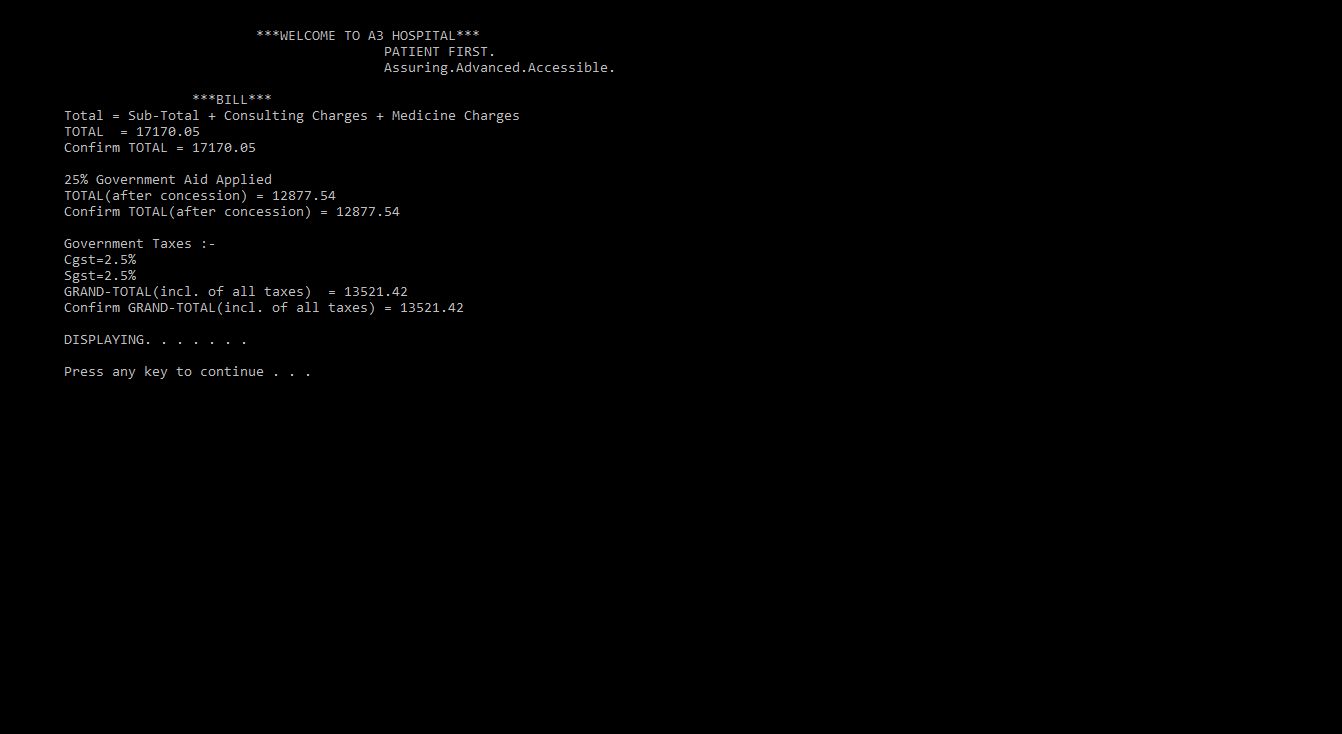 ***WELCOME TO A3 HOSPITAL***
PATIENT FIRST.
Assuring.Advanced.Accessible.
***BILL***
Total = Sub-Total + Consulting Charges + Medicine Charges
TOTAL  = 17170.05
Confirm TOTAL = 17170.05
25% Government Aid Applied
TOTAL(after concession) = 12877.54
Confirm TOTAL(after concession) = 12877.54
Government Taxes :-
Cgst=2.5%
Sgst=2.5%
GRAND-TOTAL(incl. of all taxes)  = 13521.42
Confirm GRAND-TOTAL(incl. of all taxes) = 13521.42
DISPLAYING. . . . . . .
Press any key to continue . . .